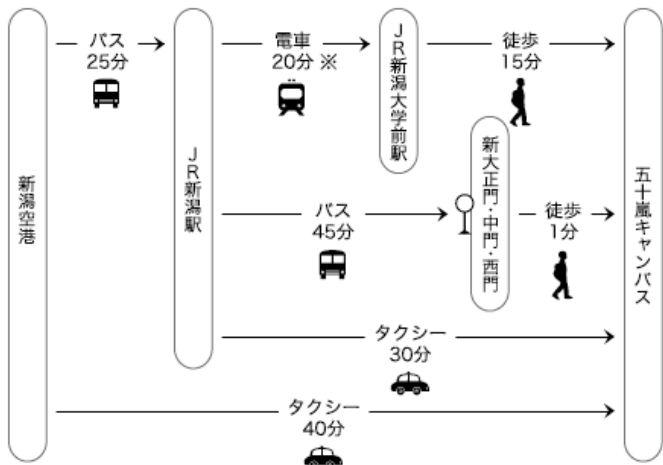 新潟空港
バス
25分
JR新潟駅
電車
20分 ※
JR新潟大学前駅
徒歩
15分
バス
45分
新大正門・中門・西門
徒歩
1分
タクシー
30分
タクシー
40分
五十嵐キャンパス